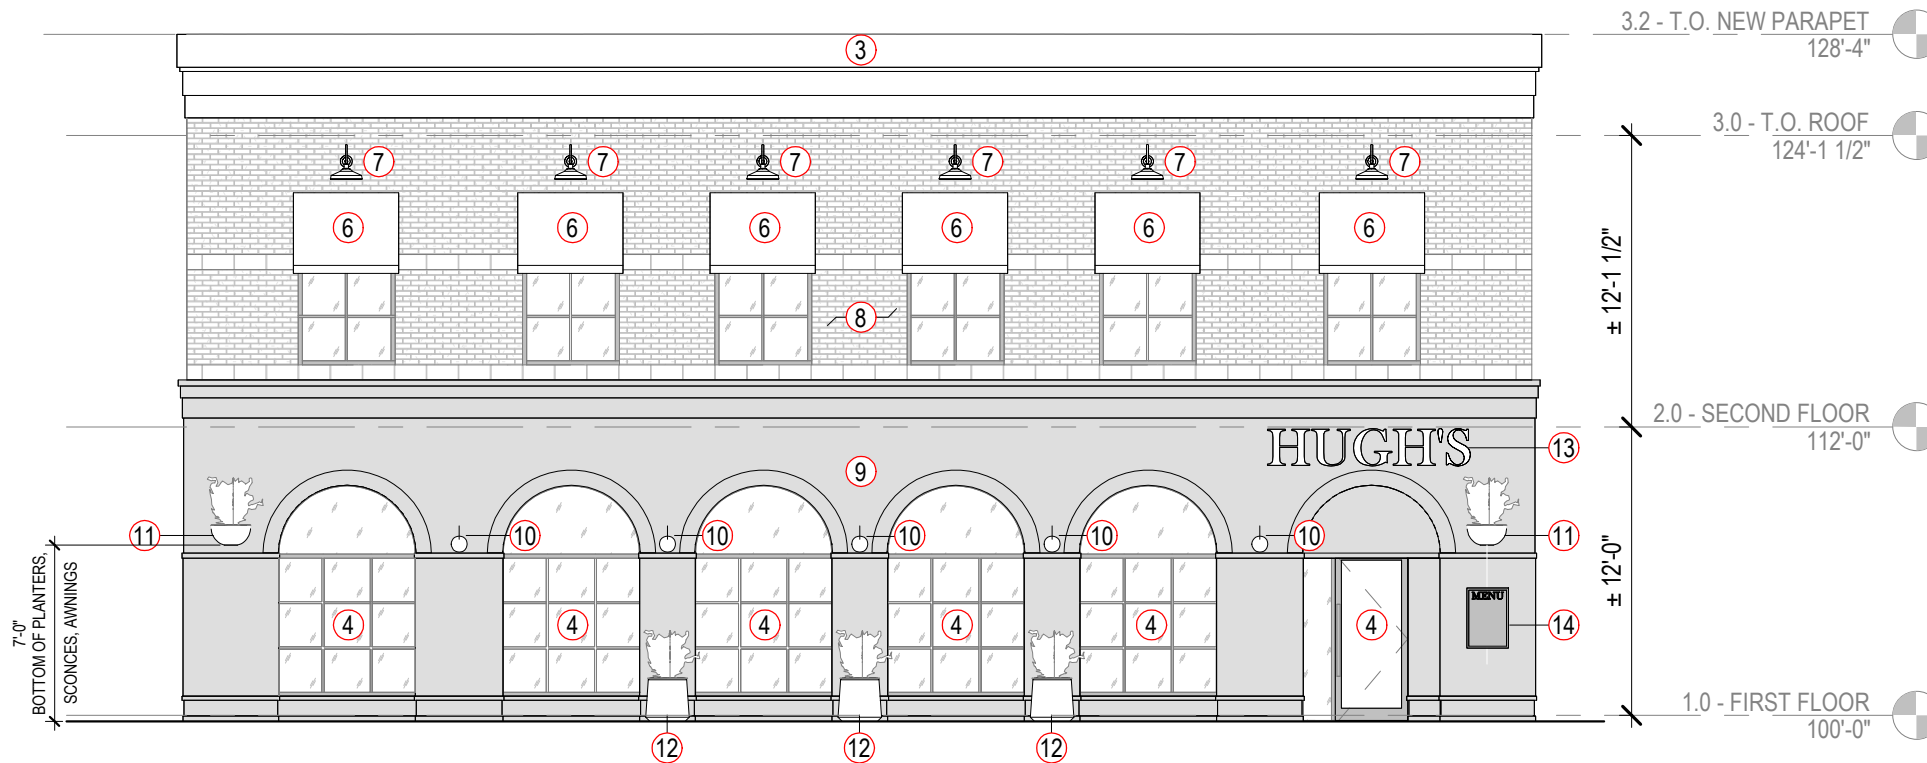 3.2 - T.O. NEW PARAPET
128'-4"
3
3.0 - T.O. ROOF
124'-1 1/2"
7 7 7 7 7 7
6 6 6 6 6 6
± 12'-1 1/2"
8
2.0 - SECOND FLOOR
112'-0"
HUGH'S
13
9
11 10 10 10 10 10 11
± 12'-0"
7'-0"
BOTTOM OF PLANTERS,
SCONCES, AWNINGS
MENU
4 4 4 4 4 4 14
1.0 - FIRST FLOOR
100'-0"
12 12 12